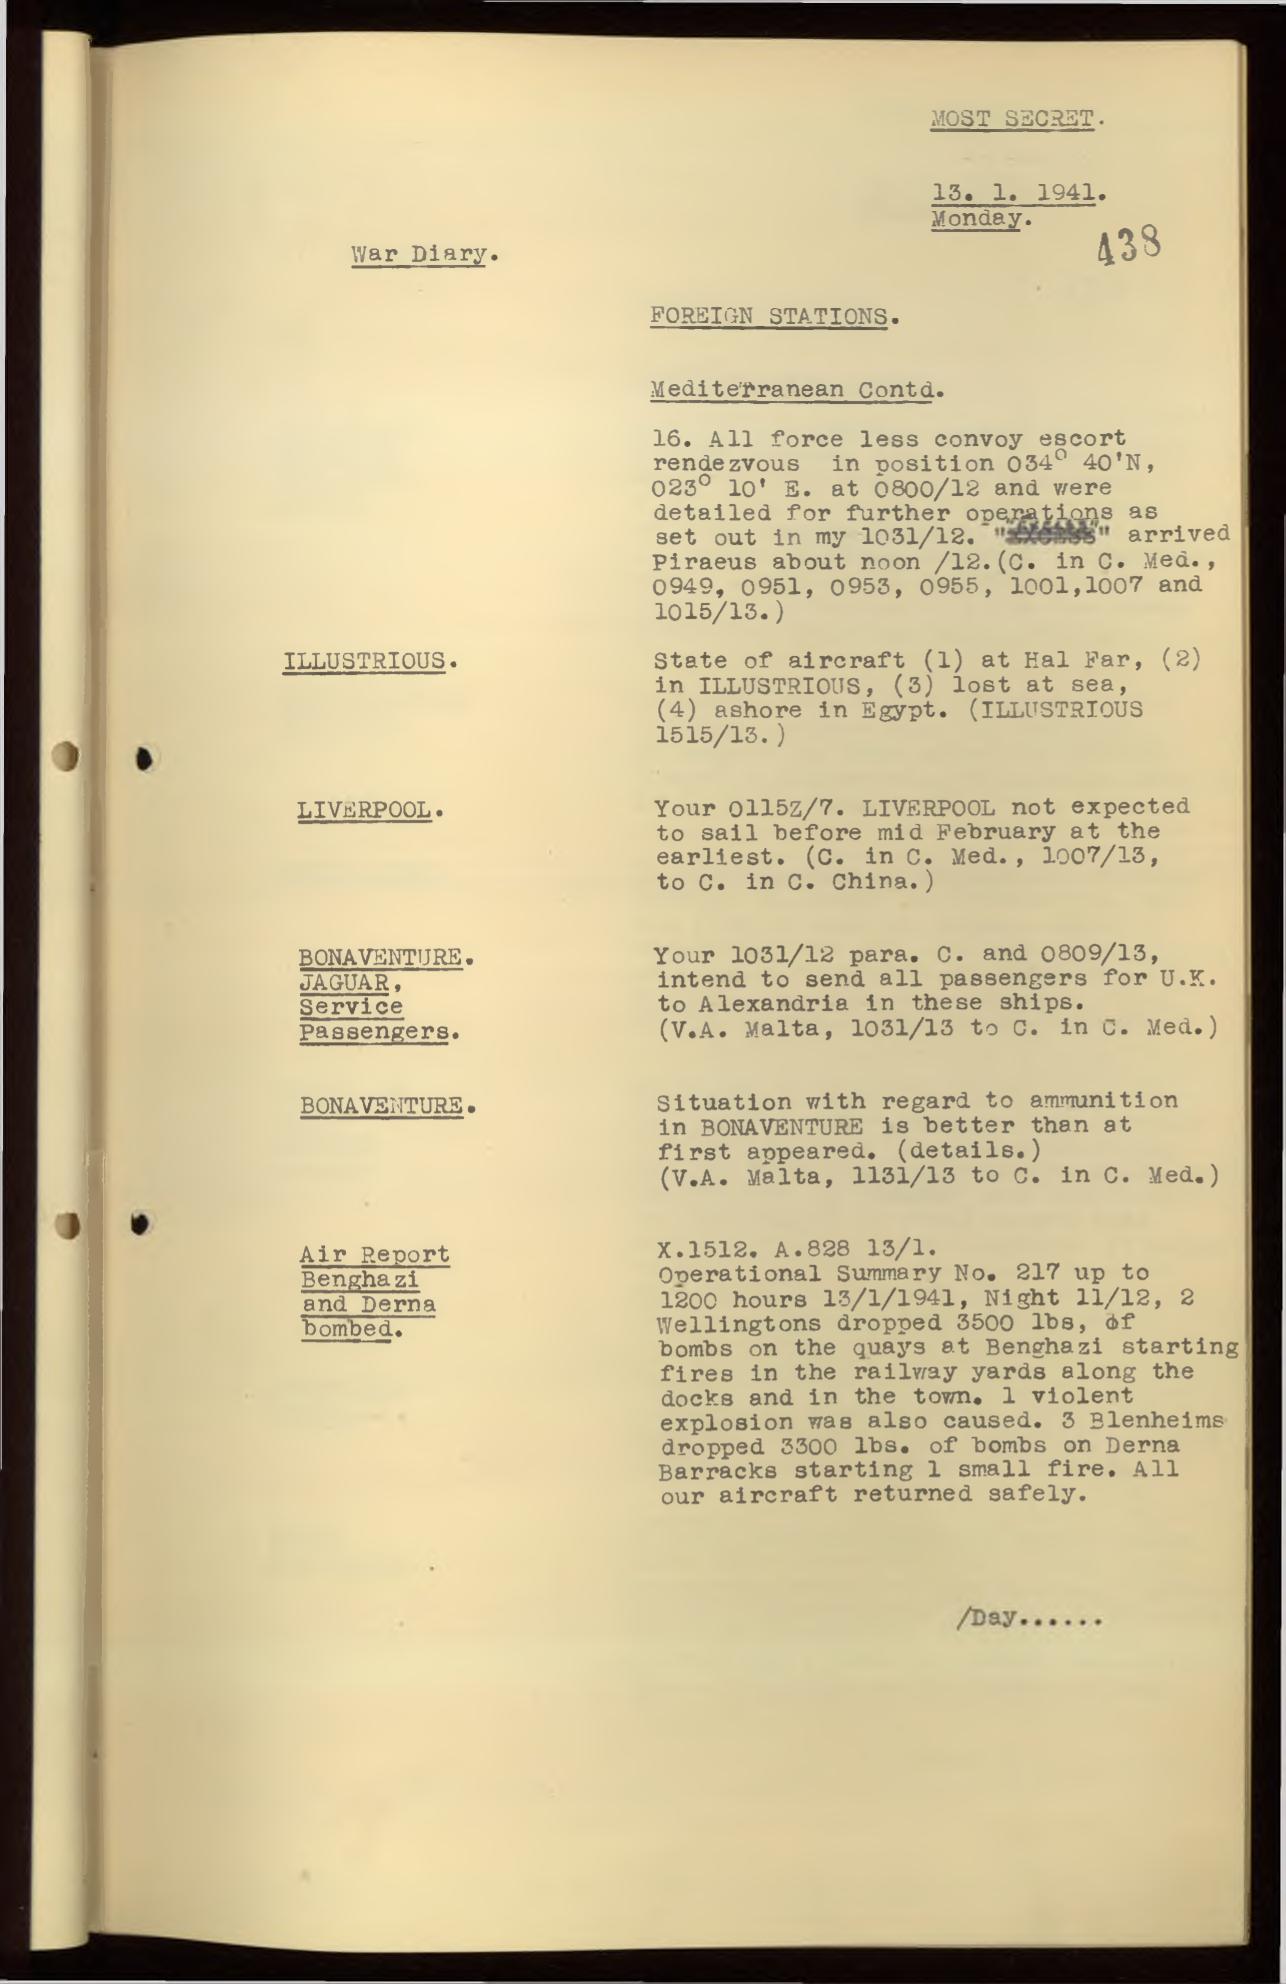 MOST SECRET.
13. 1. 1941.
Monday.
438
War Diary.
FOREIGN STATIONS.
Mediterranean Contd.
16. All force less convoy escort
rendezvous in position 034° 40'N,
023° 10' E. at 0800/12 and were
detailed for further operations as
set out in my 1031/12. " " arrived
Piraeus about noon /12.(C. in C. Med.,
0949, 0951, 0953, 0955, 1001,1007 and
1015/13.)
ILLUSTRIOUS.
State of aircraft (1) at Hal Far, (2)
in ILLUSTRIOUS, (3) lost at sea,
(4) ashore in Egypt. (ILLUSTRIOUS
1515/13.)
LIVERPOOL.
Your 0115Z/7. LIVERPOOL not expected
to sail before mid February at the
earliest. (C. in C. Med., 1007/13,
to C. in C. China.)
BONAVENTURE.
JAGUAR,
Service
Passengers.
Your 1031/12 para. C. and 0809/13,
intend to send all passengers for U.K.
to Alexandria in these ships.
(V.A. Malta, 1031/13 to C. in C. Med.)
BONAVENTURE.
Situation with regard to ammunition
in BONAVENTURE is better than at
first appeared. (details.)
(V.A. Malta, 1131/13 to C. in C. Med.)
Air Report
Benghazi
and Derna
bombed.
X.1512. A.828 13/1.
Operational Summary No. 217 up to
1200 hours 13/1/1941, Night 11/12, 2
Wellingtons dropped 3500 lbs, of
bombs on the quays at Benghazi starting
fires in the railway yards along the
docks and in the town. 1 violent
explosion was also caused. 3 Blenheims
dropped 3300 lbs. of bombs on Derna
Barracks starting 1 small fire. All
our aircraft returned safely.
/Day......